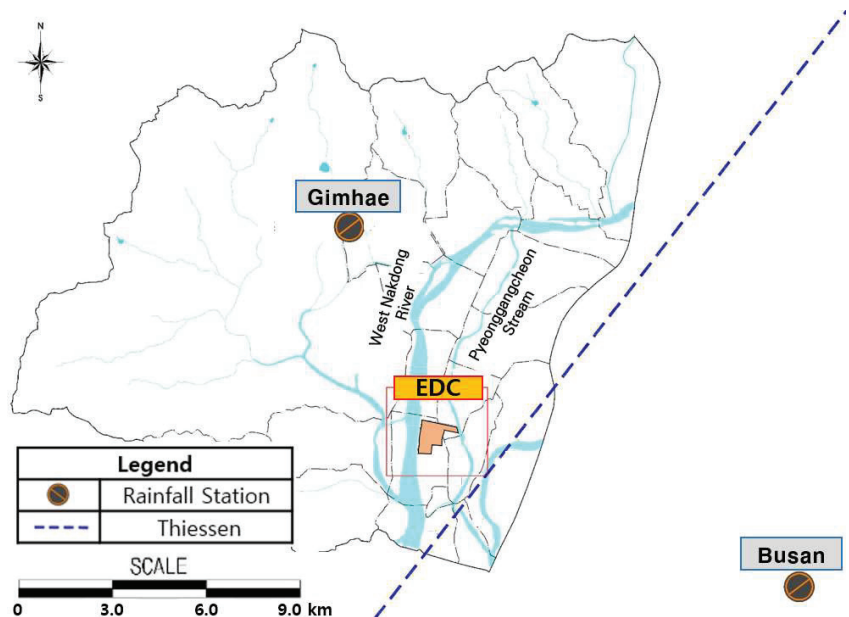 N
S
Gimhae
West Nakdong
River
Pyeonggangcheon
Stream
EDC
Legend
Rainfall Station
Thiessen
SCALE
0 3.0 6.0 9.0 km
Busan